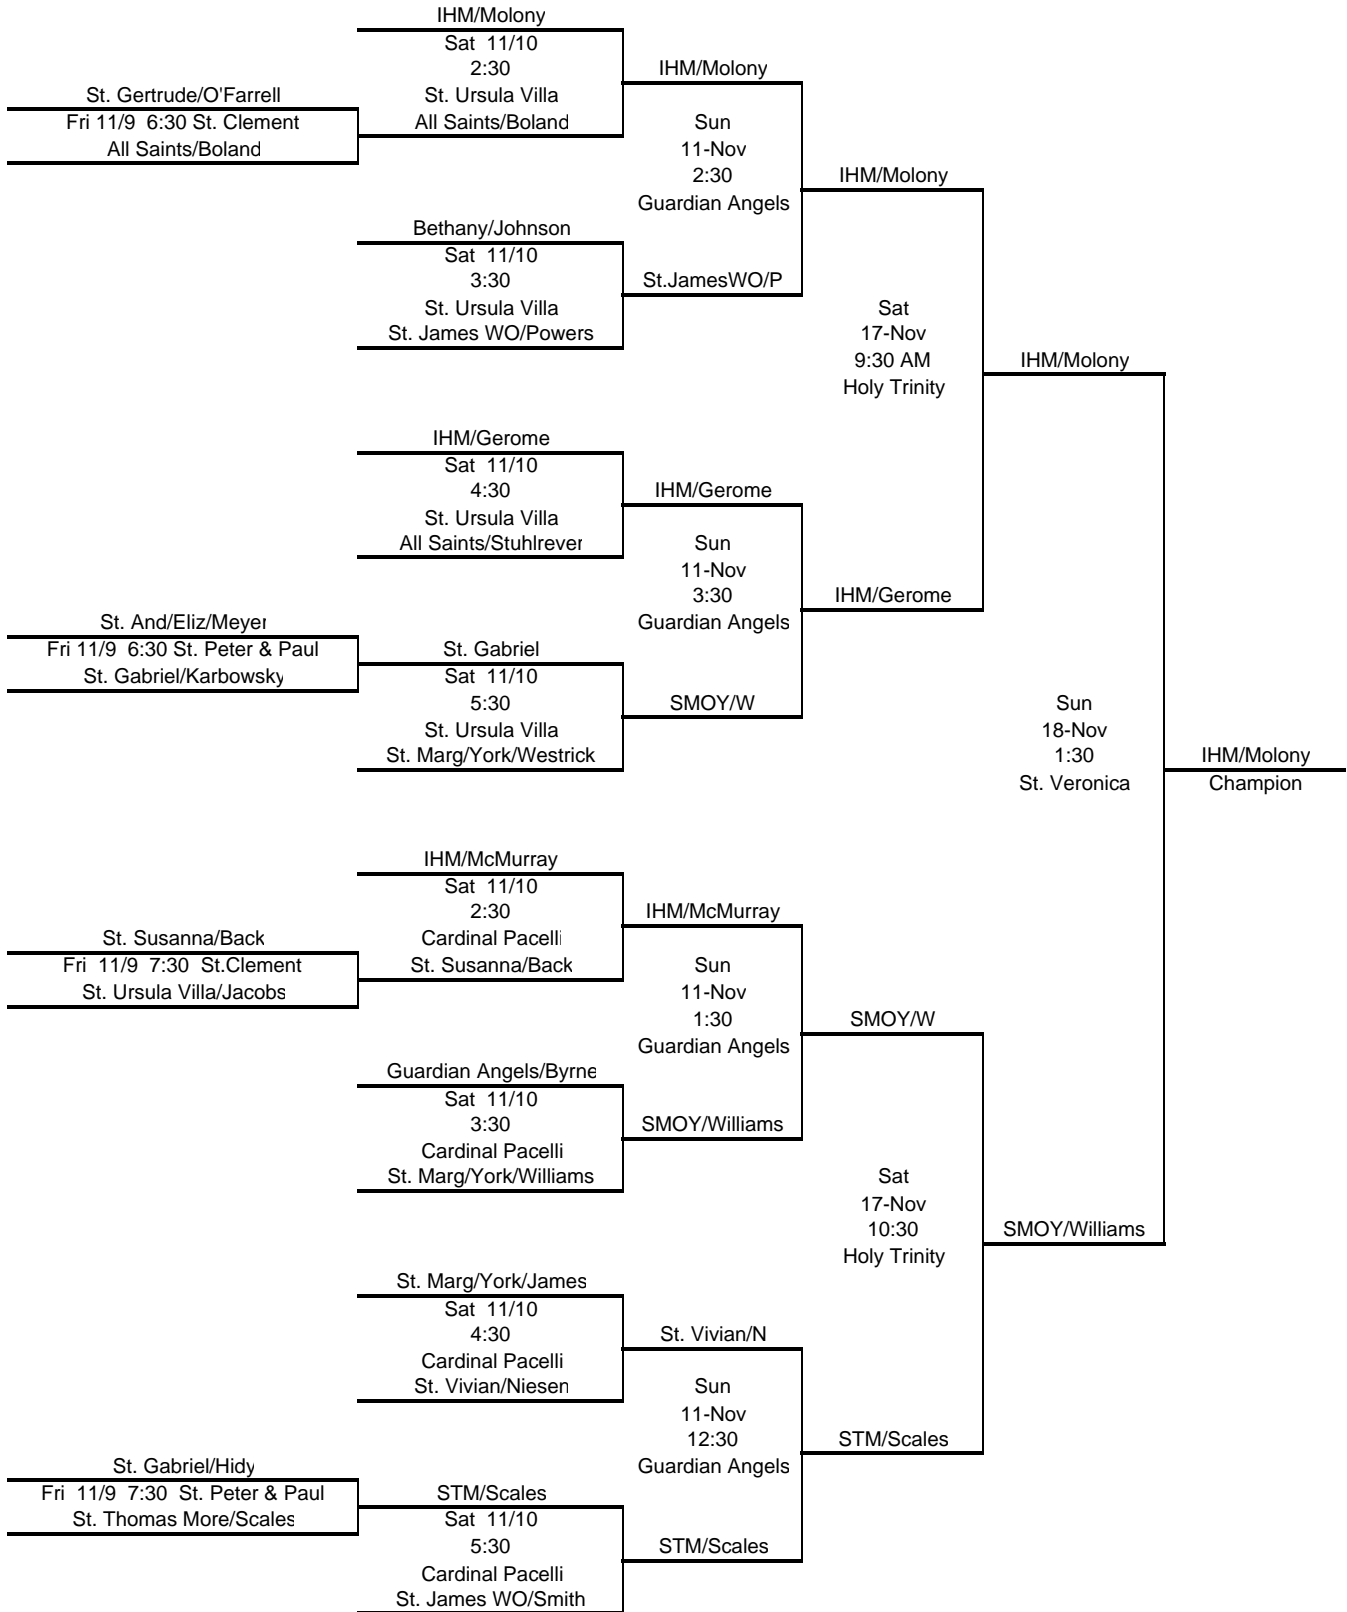 IHM/Molony
Sat 11/10
2:30
St. Ursula Villa
All Saints/Boland
St. Gertrude/O'Farrell
Fri 11/9 6:30 St. Clement
All Saints/Boland
IHM/Molony
Sun
11-Nov
2:30
Guardian Angels
IHM/Molony
Bethany/Johnson
Sat 11/10
3:30
St. Ursula Villa
St. James WO/Powers
St.JamesWO/P
Sat
17-Nov
9:30 AM
Holy Trinity
IHM/Molony
IHM/Gerome
Sat 11/10
4:30
St. Ursula Villa
All Saints/Stuhlrever
IHM/Gerome
Sun
11-Nov
3:30
Guardian Angels
IHM/Gerome
St. And/Eliz/Meyer
Fri 11/9 6:30 St. Peter & Paul
St. Gabriel/Karbowsky
St. Gabriel
Sat 11/10
5:30
St. Ursula Villa
St. Marg/York/Westrick
SMOY/W
Sun
18-Nov
1:30
St. Veronica
IHM/Molony
Champion
IHM/McMurray
Sat 11/10
2:30
Cardinal Pacelli
St. Susanna/Back
St. Susanna/Back
Fri 11/9 7:30 St.Clement
St. Ursula Villa/Jacobs
IHM/McMurray
Sun
11-Nov
1:30
Guardian Angels
SMOY/W
Guardian Angels/Byrne
Sat 11/10
3:30
Cardinal Pacelli
St. Marg/York/Williams
SMOY/Williams
Sat
17-Nov
10:30
Holy Trinity
SMOY/Williams
St. Marg/York/James
Sat 11/10
4:30
Cardinal Pacelli
St. Vivian/Niesen
St. Vivian/N
Sun
11-Nov
12:30
Guardian Angels
STM/Scales
St. Gabriel/Hidy
Fri 11/9 7:30 St. Peter & Paul
St. Thomas More/Scales
STM/Scales
Sat 11/10
5:30
Cardinal Pacelli
St. James WO/Smith
STM/Scales